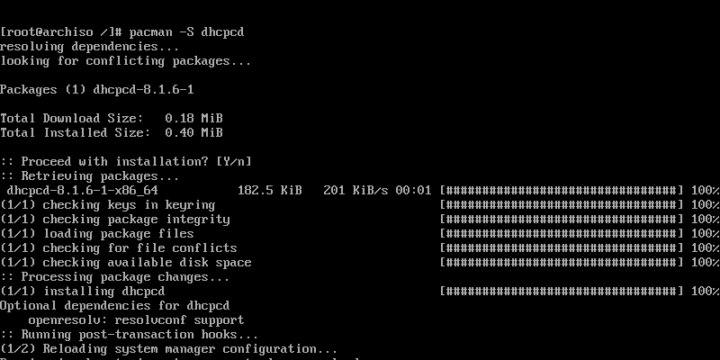 [root@archiso /]# pacman -S dhcpcd
resolving dependencies...
looking for conflicting packages...
Packages (1) dhcpcd-8.1.6-1
Total Download Size:   0.18 MiB
Total Installed Size:  0.40 MiB
:: Proceed with installation? [Y/n]
:: Retrieving packages...
 dhcpcd-8.1.6-1-x86_64           182.5 KiB   201 KiB/s 00:01 [################################] 100%
(1/1) checking keys in keyring                               [################################] 100%
(1/1) checking package integrity                             [################################] 100%
(1/1) loading package files                                  [################################] 100%
(1/1) checking for file conflicts                            [################################] 100%
(1/1) checking available disk space                          [################################] 100%
:: Processing package changes...
(1/1) installing dhcpcd                                      [################################] 100%
Optional dependencies for dhcpcd
    openresolv: resolvconf support
:: Running post-transaction hooks...
(1/2) Reloading system manager configuration...